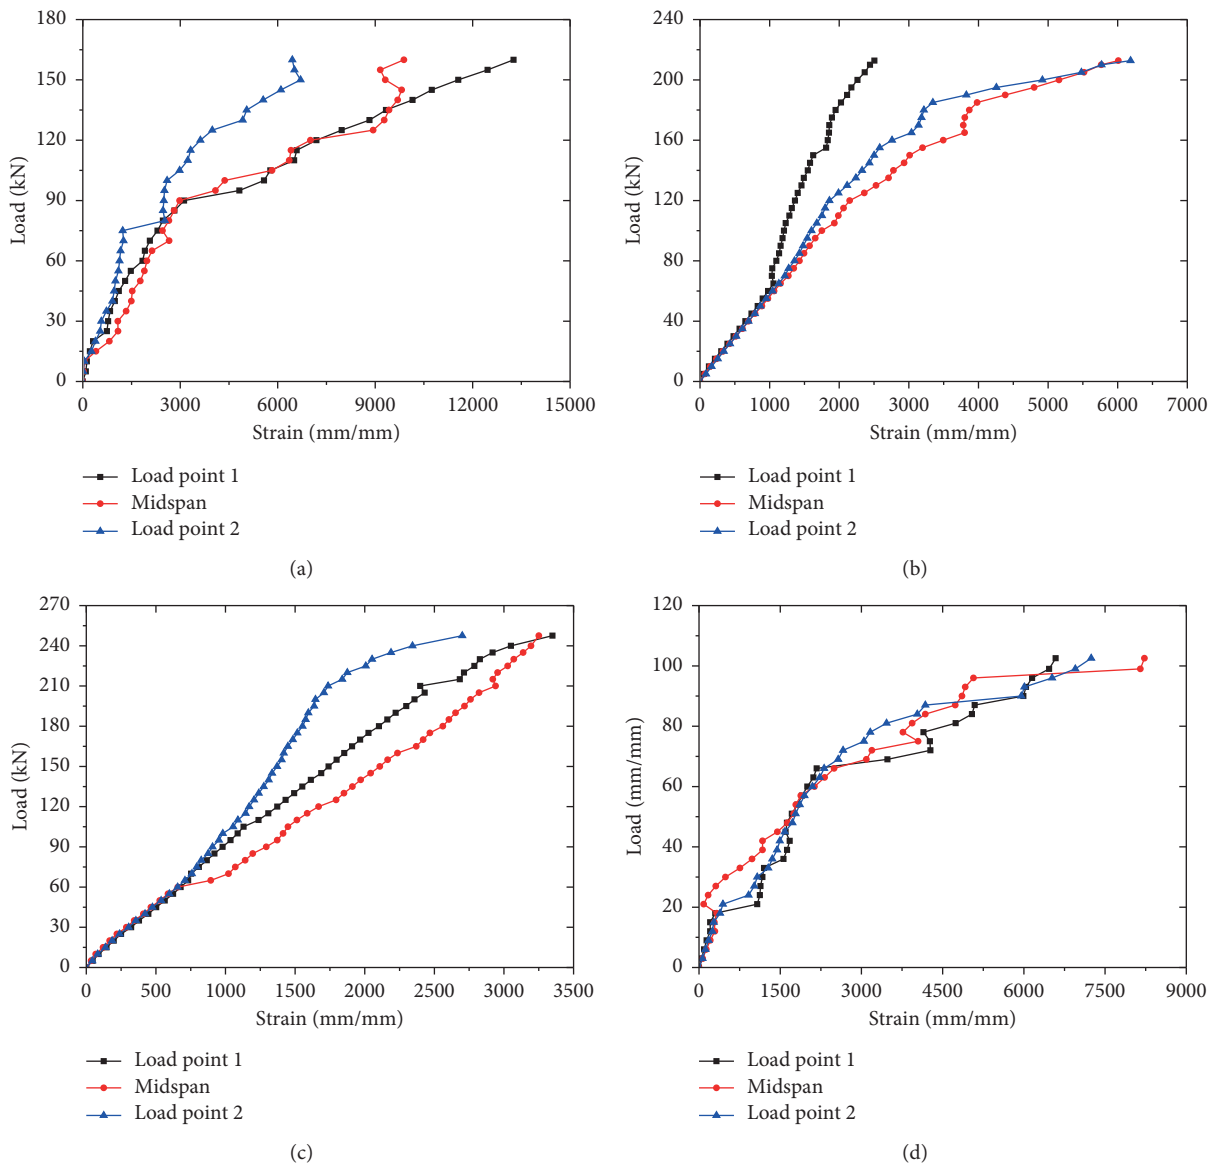 180
150
120
90
60
30
0
Load (kN)
0 3000 6000 9000 12000 15000
Strain (mm/mm)
Load point 1
Midspan
Load point 2
(a)
240
200
160
120
80
40
0
Load (kN)
0 1000 2000 3000 4000 5000 6000 7000
Strain (mm/mm)
Load point 1
Midspan
Load point 2
(b)
270
240
210
180
150
120
90
60
30
0
Load (kN)
0 500 1000 1500 2000 2500 3000 3500
Strain (mm/mm)
Load point 1
Midspan
Load point 2
(c)
120
100
80
60
40
20
0
Load (mm/mm)
0 1500 3000 4500 6000 7500 9000
Strain (mm/mm)
Load point 1
Midspan
Load point 2
(d)